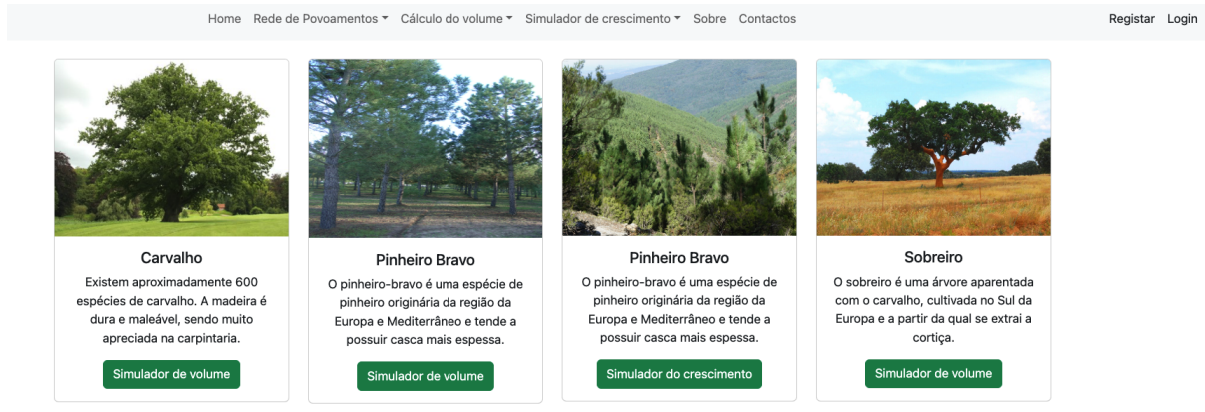 Home Rede de Povoamentos Cálculo do volume Simulador de crescimento Sobre Contactos Registar Login
Carvalho
Existem aproximadamente 600
espécies de carvalho. A madeira é
dura e maleável, sendo muito
apreciada na carpintaria.
Simulador de volume
Pinheiro Bravo
O pinheiro-bravo é uma espécie de
pinheiro originária da região da
Europa e Mediterrâneo e tende a
possuir casca mais espessa.
Simulador de volume
Pinheiro Bravo
O pinheiro-bravo é uma espécie de
pinheiro originária da região da
Europa e Mediterrâneo e tende a
possuir casca mais espessa.
Simulador do crescimento
Sobreiro
O sobreiro é uma árvore aparentada
com o carvalho, cultivada no Sul da
Europa e a partir da qual se extrai a
cortiça.
Simulador de volume